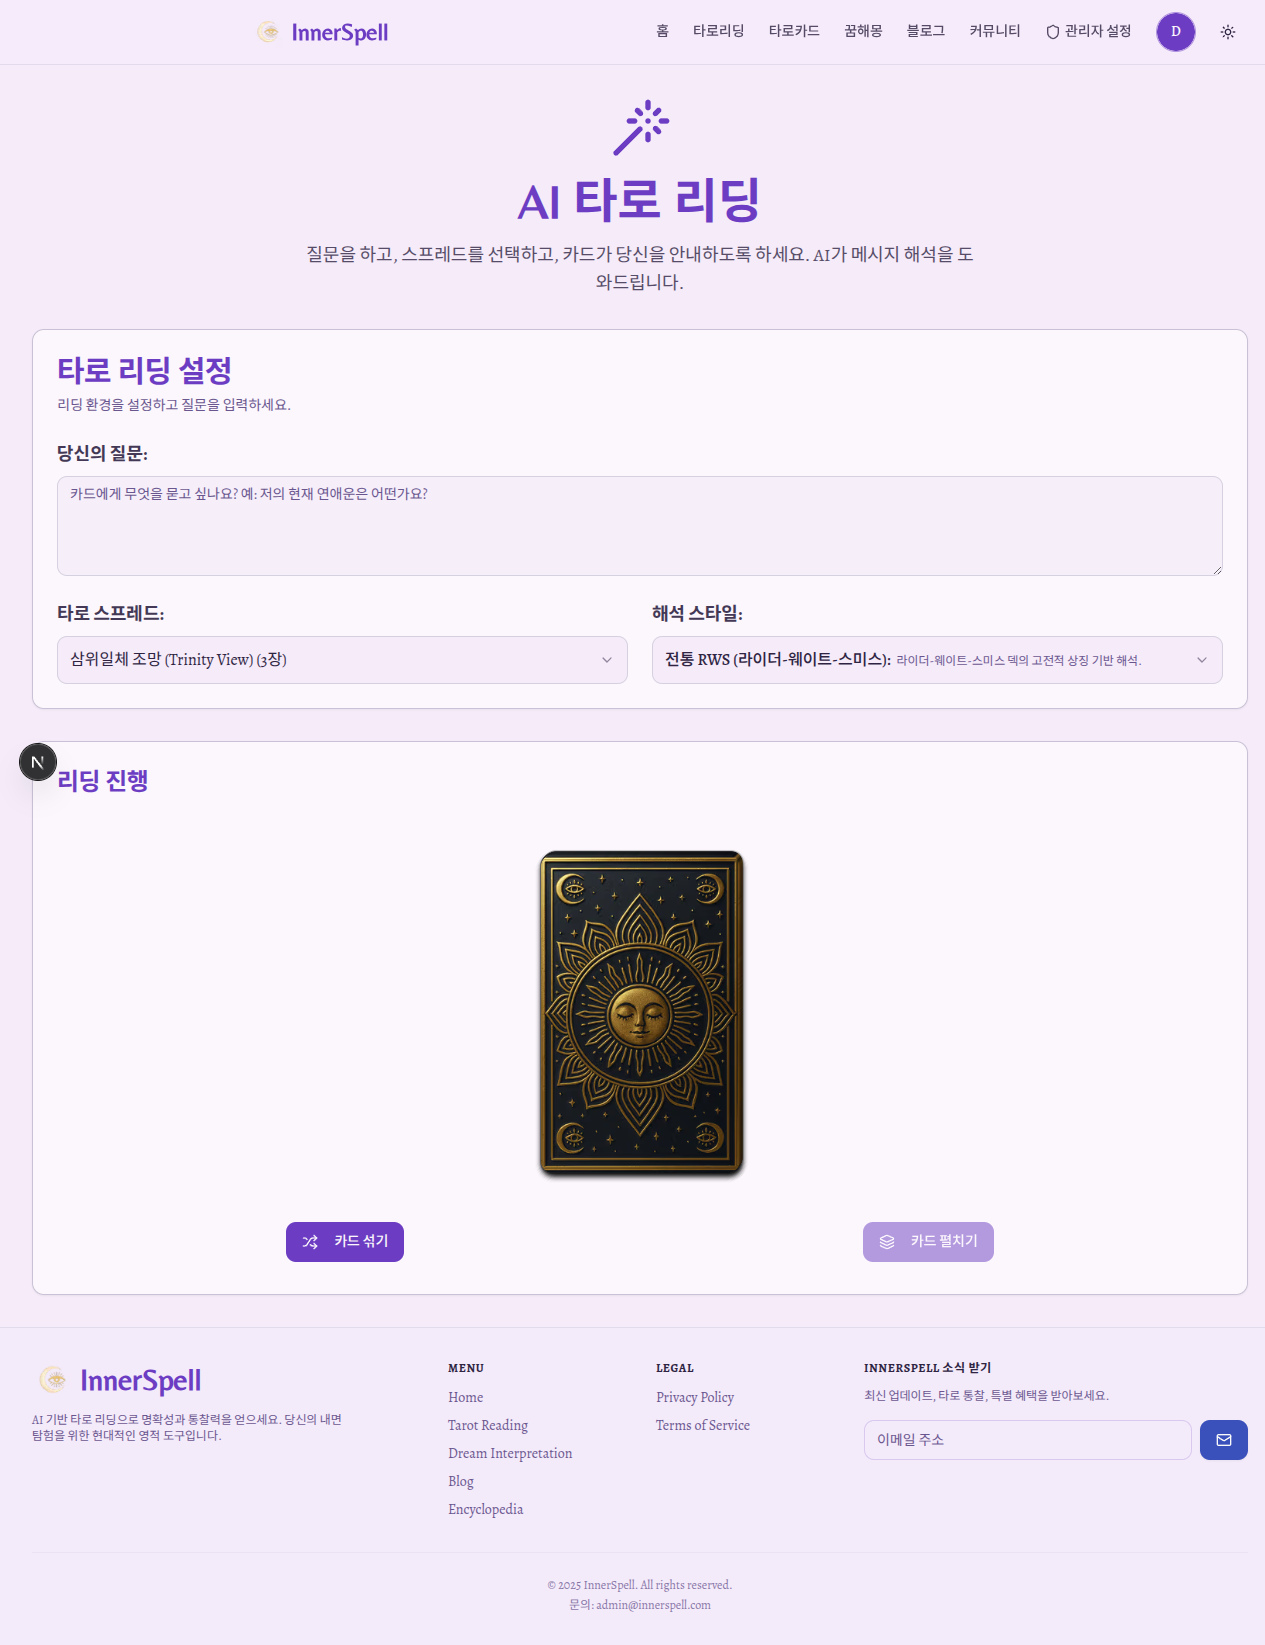 InnerSpell
홈
타로리딩
타로카드
꿈해몽
블로그
커뮤니티
관리자 설정
D
AI 타로 리딩
질문을 하고, 스프레드를 선택하고, 카드가 당신을 안내하도록 하세요. AI가 메시지 해석을 도
와드립니다.
타로 리딩 설정
리딩 환경을 설정하고 질문을 입력하세요.
당신의 질문:
카드에게 무엇을 묻고 싶나요? 예: 저의 현재 연애운은 어떤가요?
타로 스프레드:
삼위일체 조망 (Trinity View) (3장)
해석 스타일:
전통 RWS (라이더-웨이트-스미스): 라이더-웨이트-스미스 덱의 고전적 상징 기반 해석.
N
리딩 진행
카드 섞기
카드 펼치기
InnerSpell
AI 기반 타로 리딩으로 명확성과 통찰력을 얻으세요. 당신의 내면
탐험을 위한 현대적인 영적 도구입니다.
MENU
Home
Tarot Reading
Dream Interpretation
Blog
Encyclopedia
LEGAL
Privacy Policy
Terms of Service
INNERSPELL 소식 받기
최신 업데이트, 타로 통찰, 특별 혜택을 받아보세요.
이메일 주소
© 2025 InnerSpell. All rights reserved.
문의: admin@innerspell.com